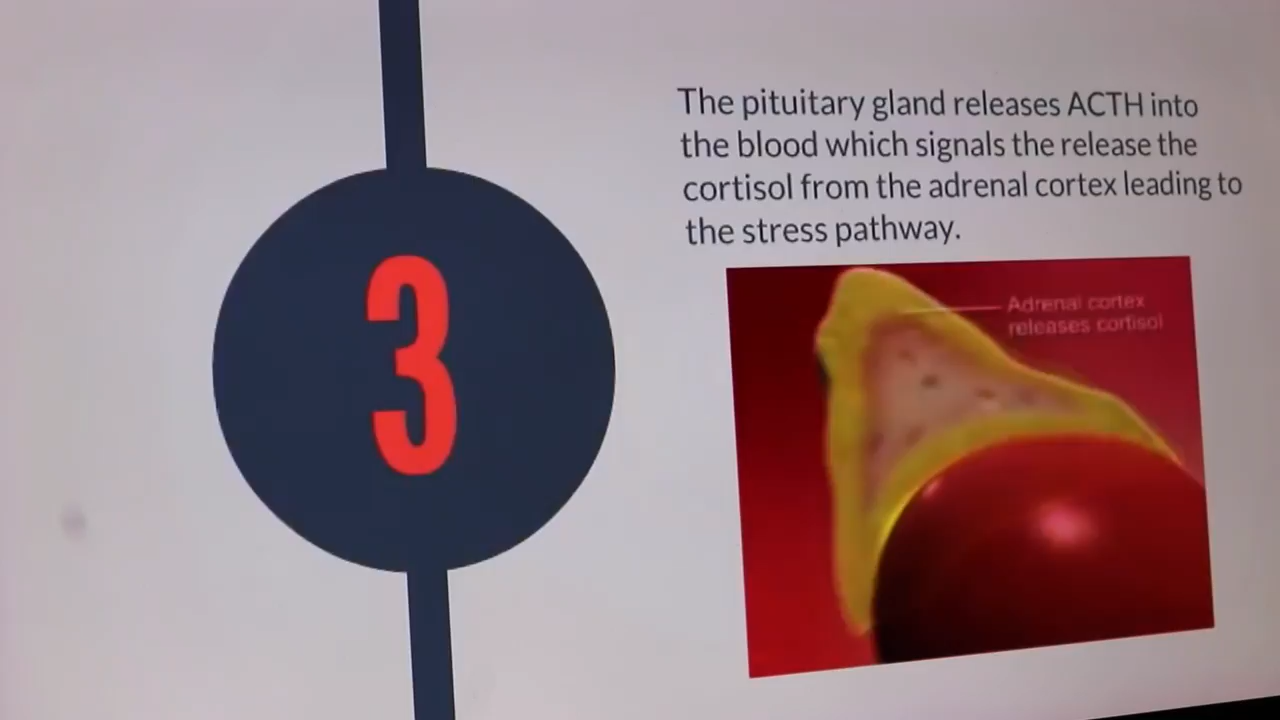 3
The pituitary gland releases ACTH into
the blood which signals the release the
cortisol from the adrenal cortex leading to
the stress pathway.
Adrenal cortex
releases cortisol